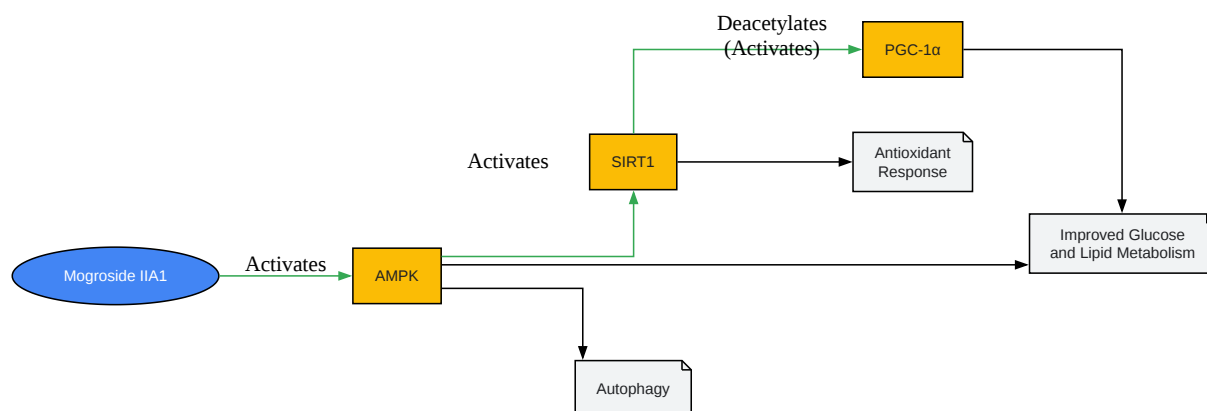 Deacetylates
(Activates)
PGC-1α
Activates
SIRT1
Antioxidant
Response
Improved Glucose
and Lipid Metabolism
Mogroside IIA1
Activates
AMPK
Autophagy